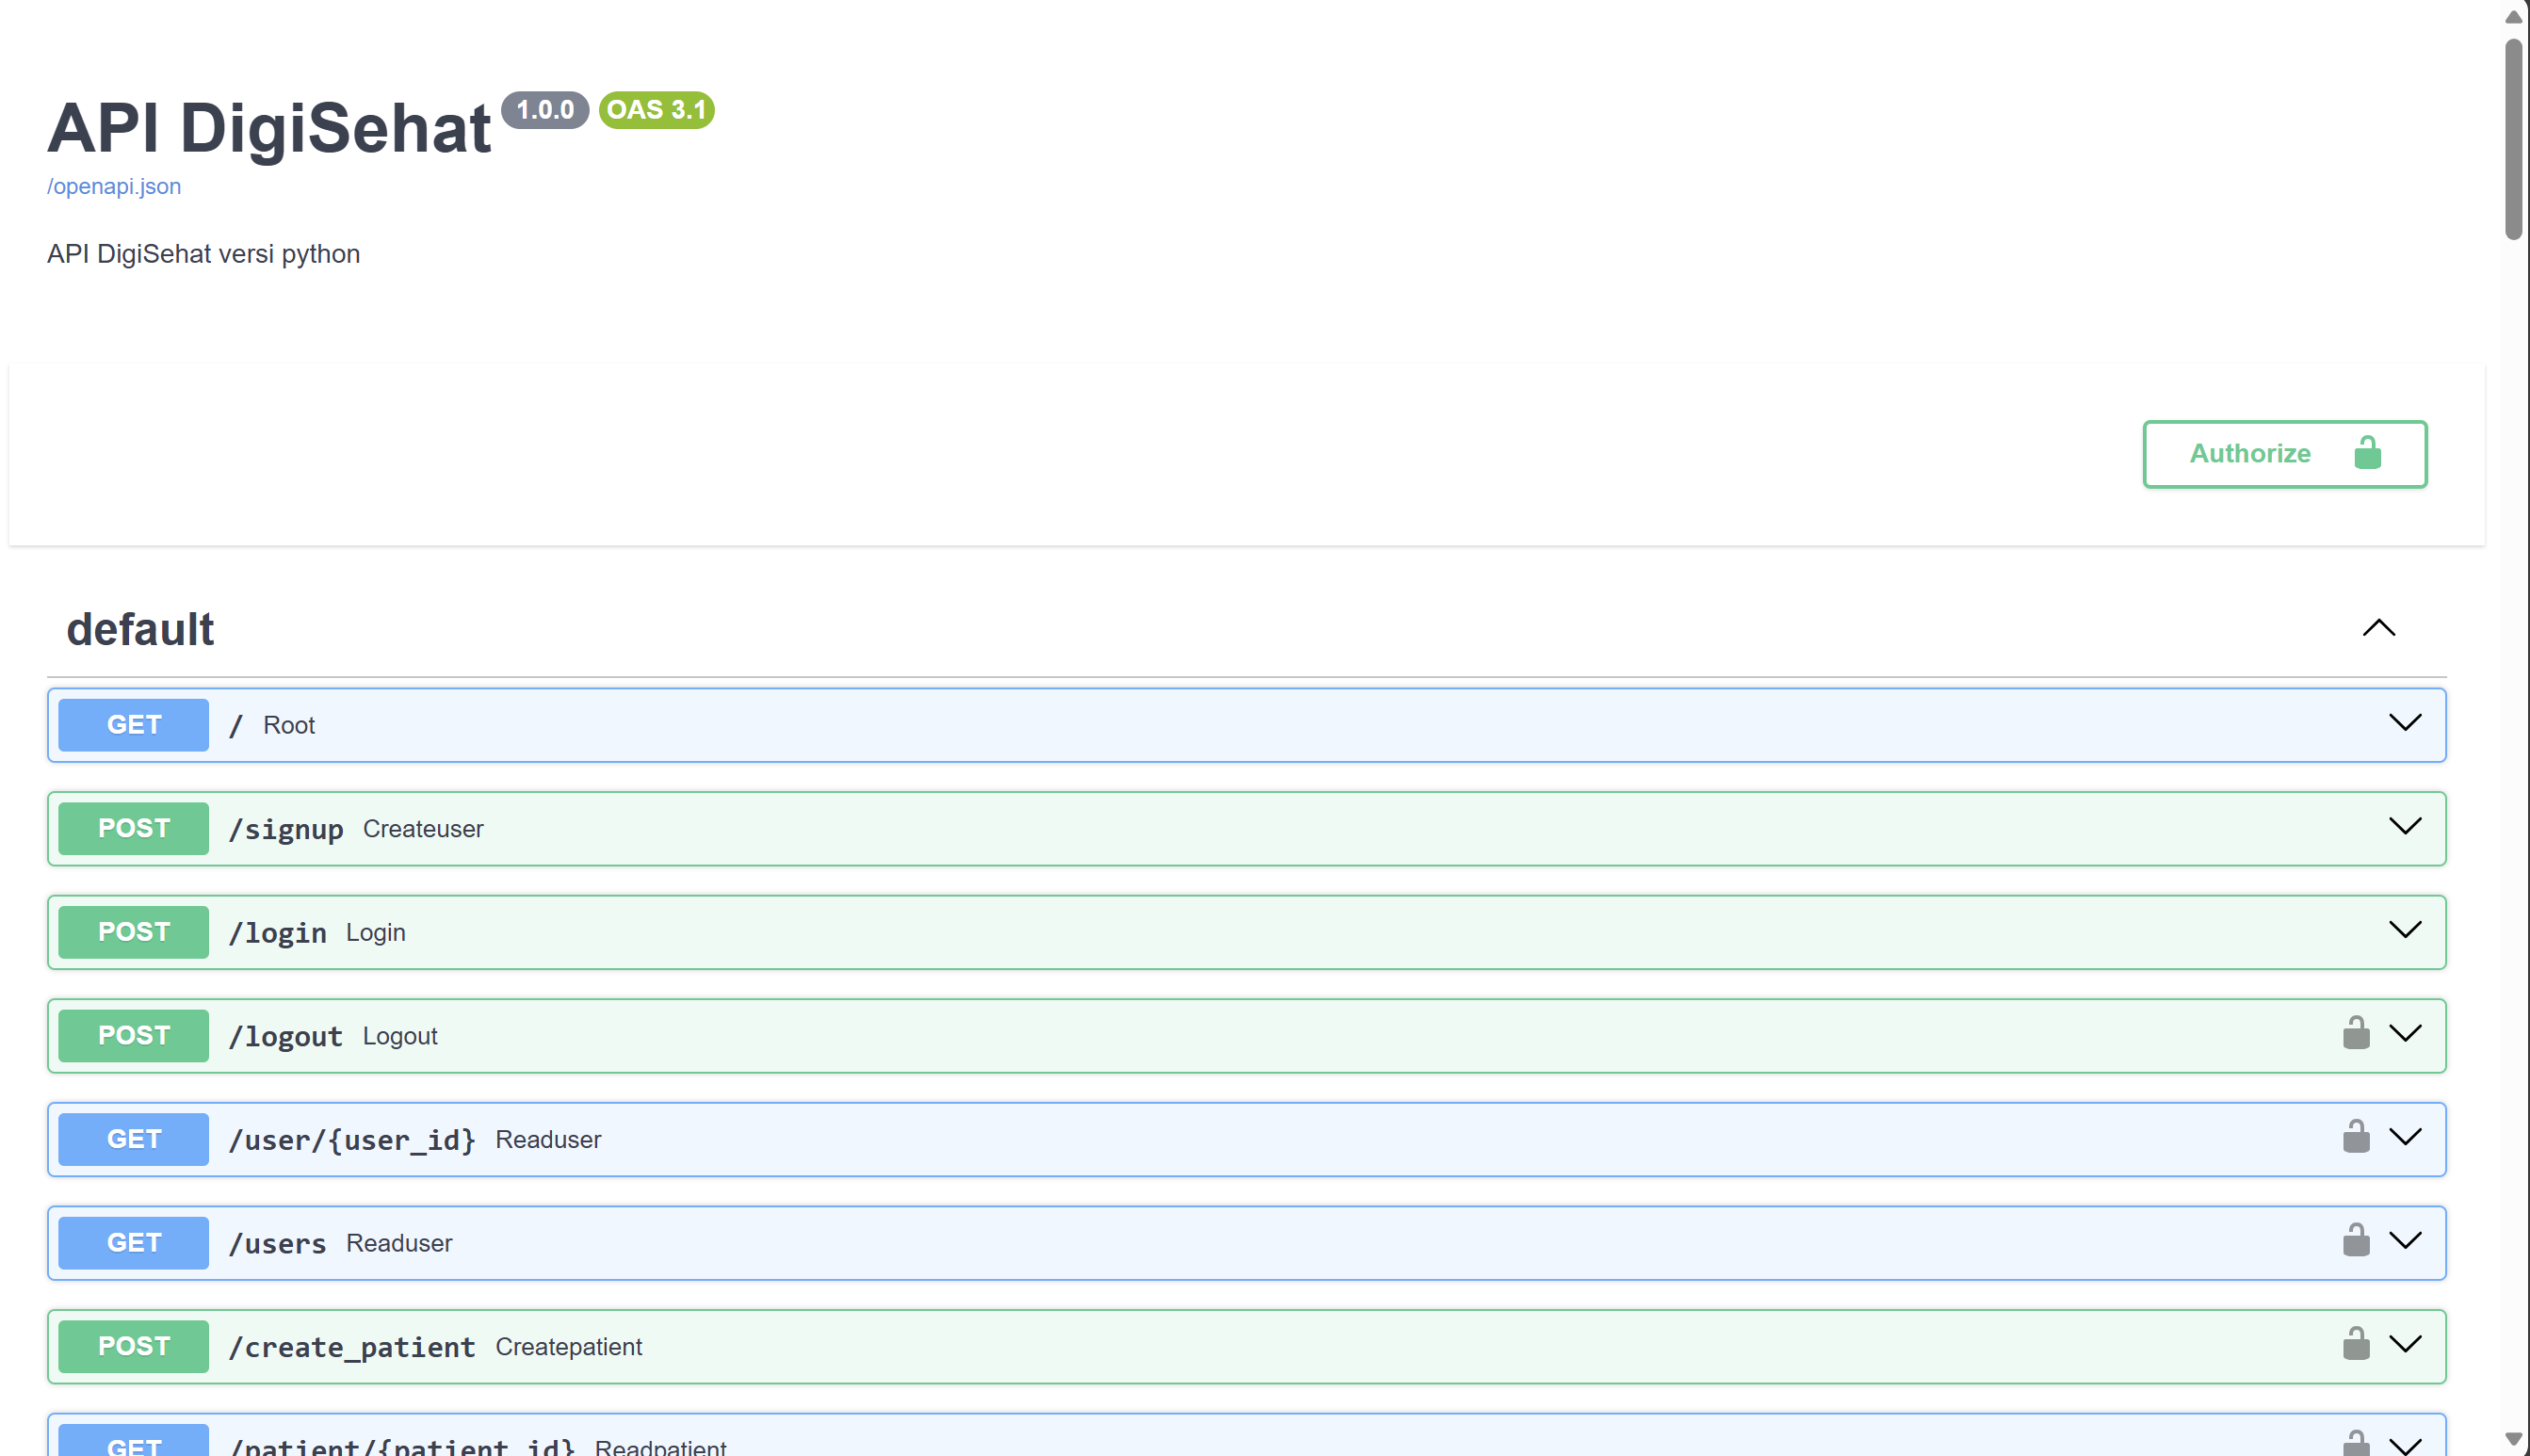 API DigiSehat 1.0.0 OAS 3.1
/openapi.json
API DigiSehat versi python
Authorize
default
GET / Root
POST /signup Createuser
POST /login Login
POST /logout Logout
GET /user/{user_id} Readuser
GET /users Readuser
POST /create_patient Createpatient
GET /patient/{patient_id} Readpatient